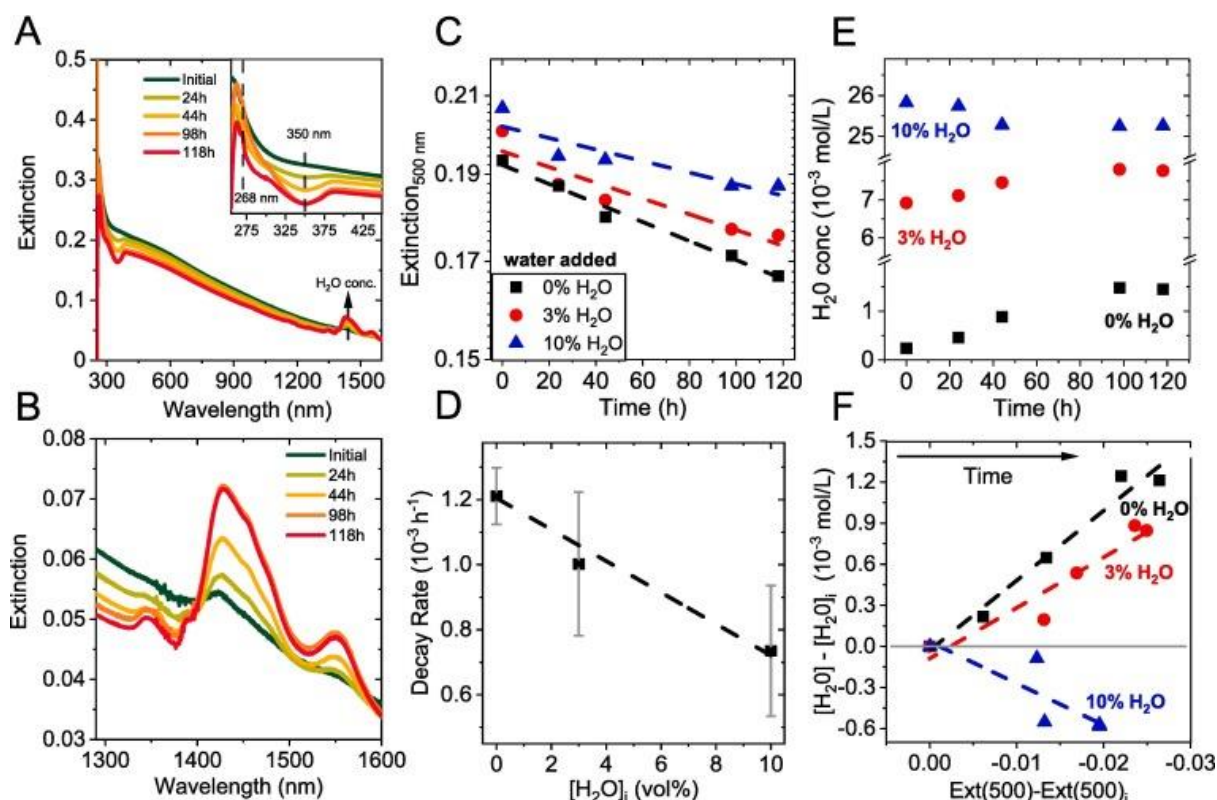 A
Extinction
0.5
0.4
0.3
0.2
0.1
0
Initial
24h
44h
98h
118h
350 nm
268 nm
275 325 375 425
H₂O conc.
300 600 900 1200 1500
Wavelength (nm)
B
Extinction
0.08
0.07
0.06
0.05
0.04
0.03
Initial
24h
44h
98h
118h
1300 1400 1500 1600
Wavelength (nm)
C
Extinction500 nm
0.21
0.19
0.17
0.15
water added
0% H₂O
3% H₂O
10% H₂O
0 20 40 60 80 100 120
Time (h)
D
Decay Rate (10⁻³ h⁻¹)
1.2
1.0
0.8
0.6
0 2 4 6 8 10
[H₂O]ᵢ (vol%)
E
H₂0 conc (10⁻³ mol/L)
26
25
7
6
1
0
10% H₂O
3% H₂O
0% H₂O
0 20 40 60 80 100 120
Time (h)
F
[H₂0] - [H₂0]ᵢ (10⁻³ mol/L)
1.5
1.2
0.9
0.6
0.3
0.0
-0.3
-0.6
Time
0% H₂O
3% H₂O
10% H₂O
0.00 -0.01 -0.02 -0.03
Ext(500)-Ext(500)ᵢ